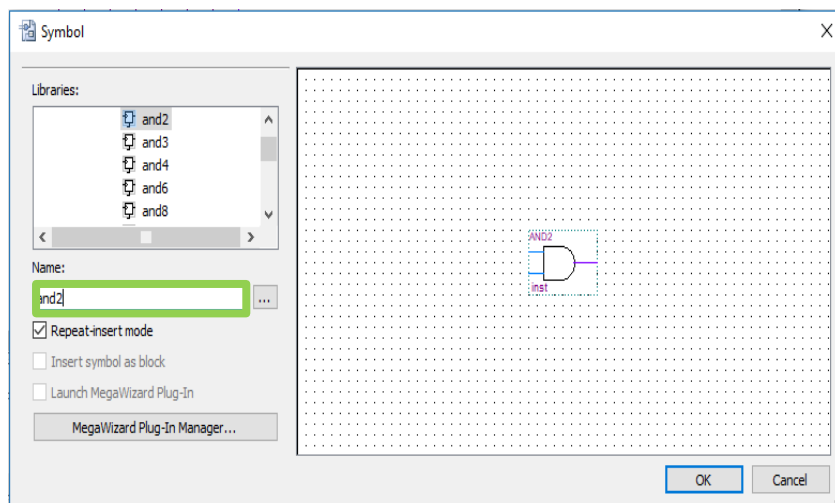 Symbol
Libraries:
and2
and3
and4
and6
and8
Name:
and2
...
Repeat-insert mode
Insert symbol as block
Launch MegaWizard Plug-In
MegaWizard Plug-In Manager...
AND2
inst
OK
Cancel